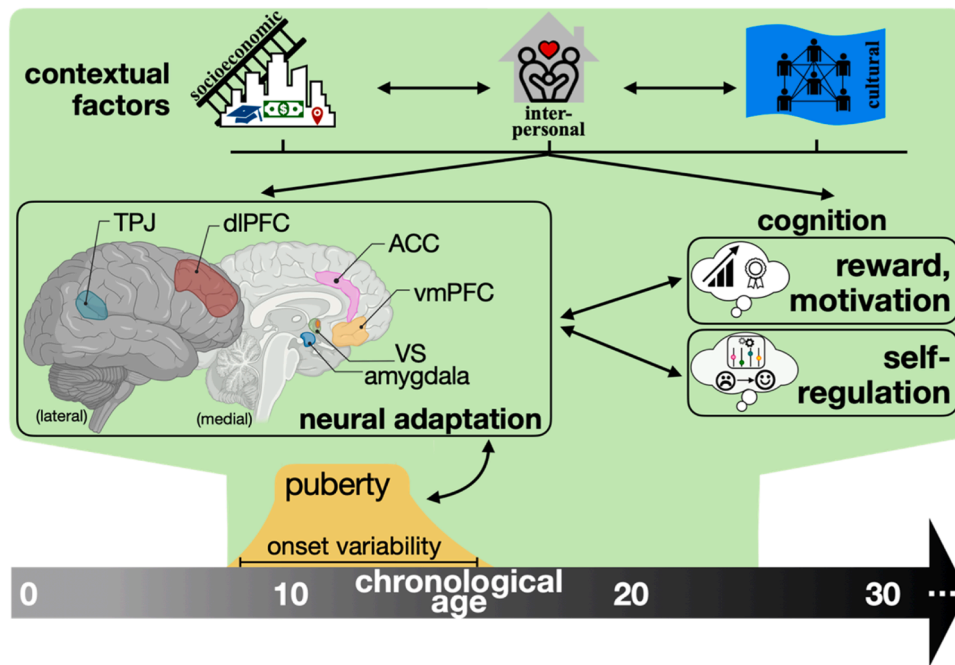 contextual
factors
socioeconomic
$
inter-
personal
cultural
TPJ
dlPFC
ACC
vmPFC
VS
amygdala
(lateral)
(medial)
neural adaptation
cognition
reward,
motivation
self-
regulation
puberty
onset variability
0 10 chronological 20 30 ...
age